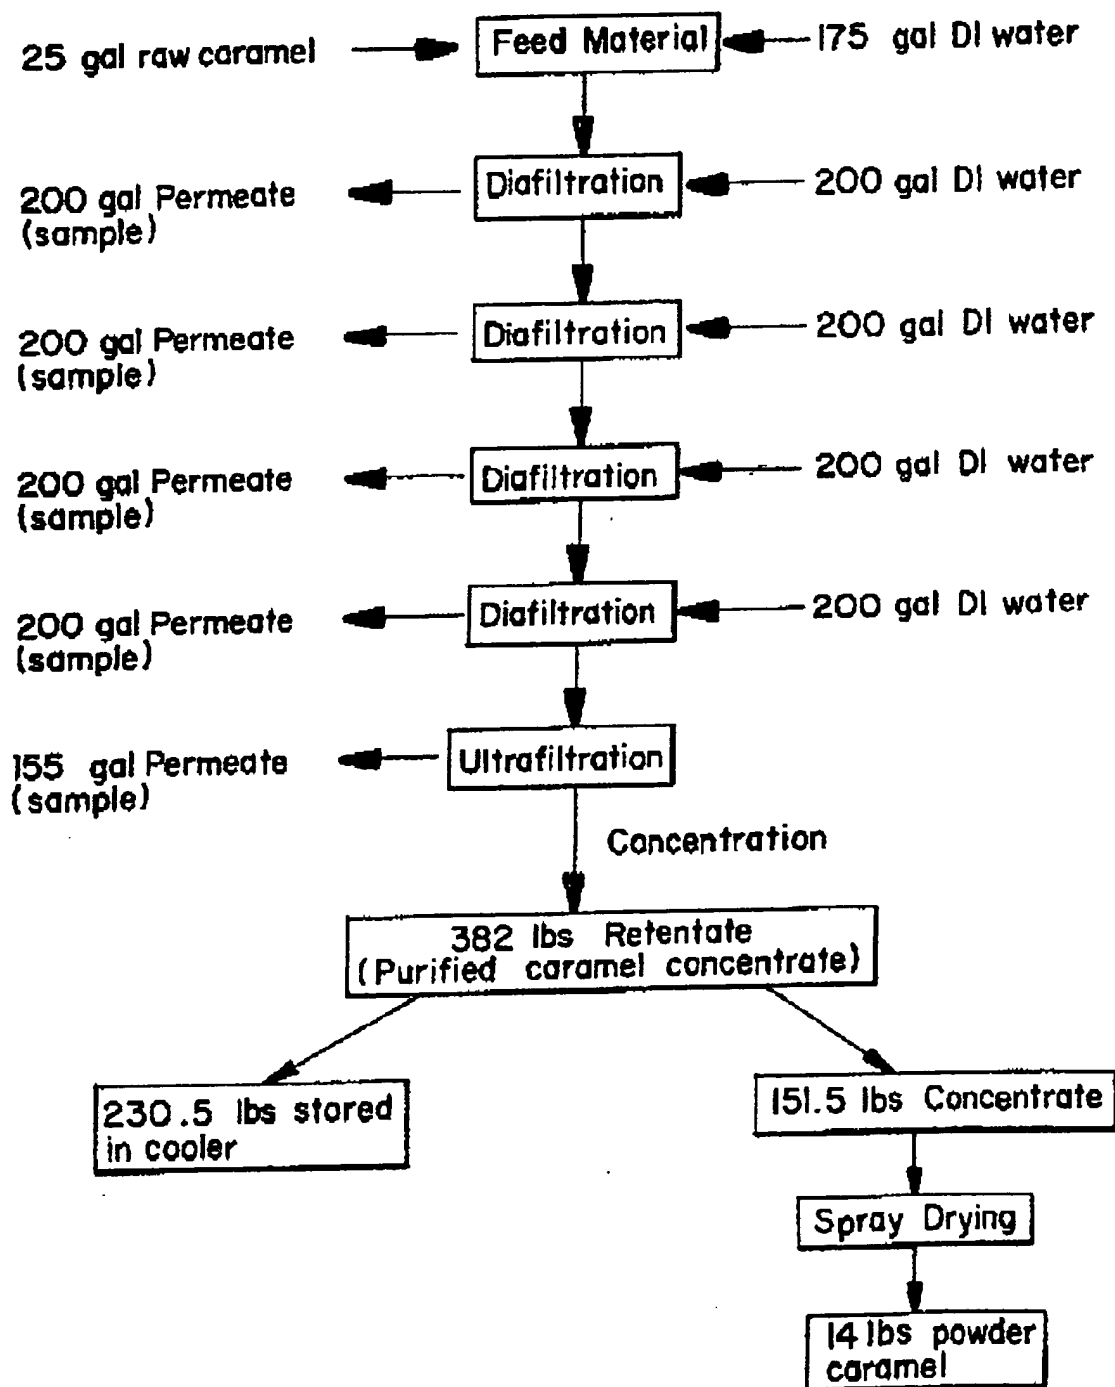 25 gal raw caramel
Feed Material
175 gal DI water
Diafiltration
200 gal DI water
200 gal Permeate
(sample)
Diafiltration
200 gal DI water
200 gal Permeate
(sample)
Diafiltration
200 gal DI water
200 gal Permeate
(sample)
Diafiltration
200 gal DI water
200 gal Permeate
(sample)
Ultrafiltration
155 gal Permeate
(sample)
Concentration
382 lbs Retentate
(Purified caramel concentrate)
230.5 lbs stored
in cooler
151.5 lbs Concentrate
Spray Drying
14 lbs powder
caramel